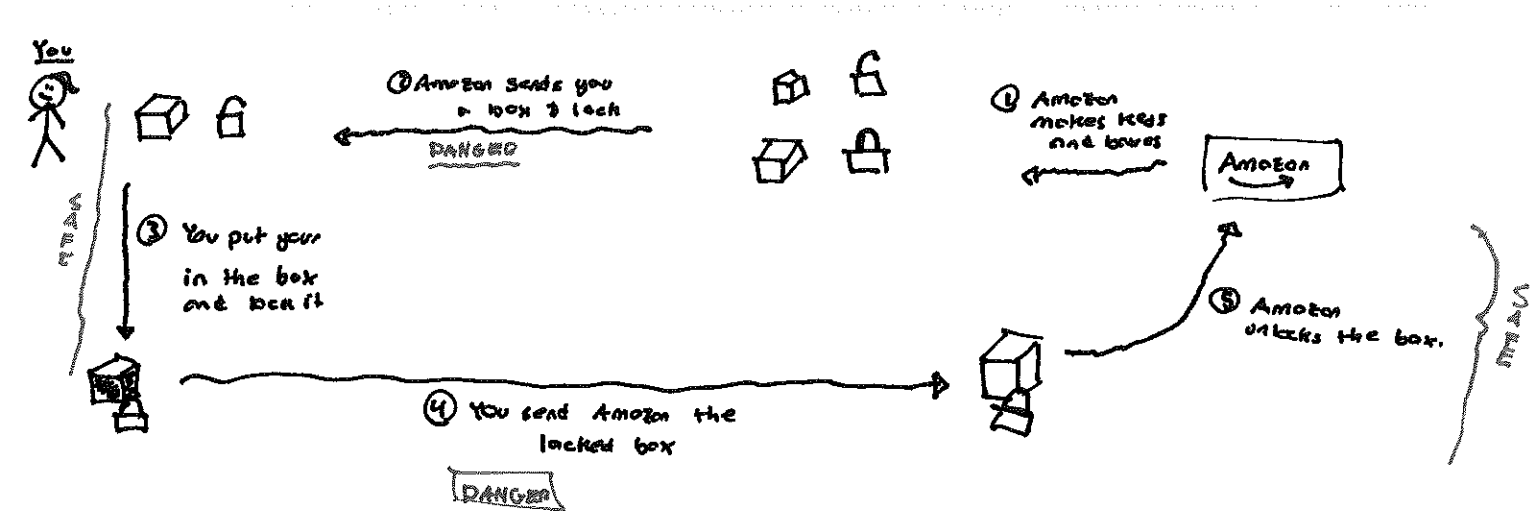 You
② Amazon sends you
a box & lock
DANGER
① Amazon
makes keys
and boxes
Amazon
SAFE
③ You put your
in the box
and lock it
④ You send Amazon the
locked box
DANGER
⑤ Amazon
unlocks the box.
SAFE